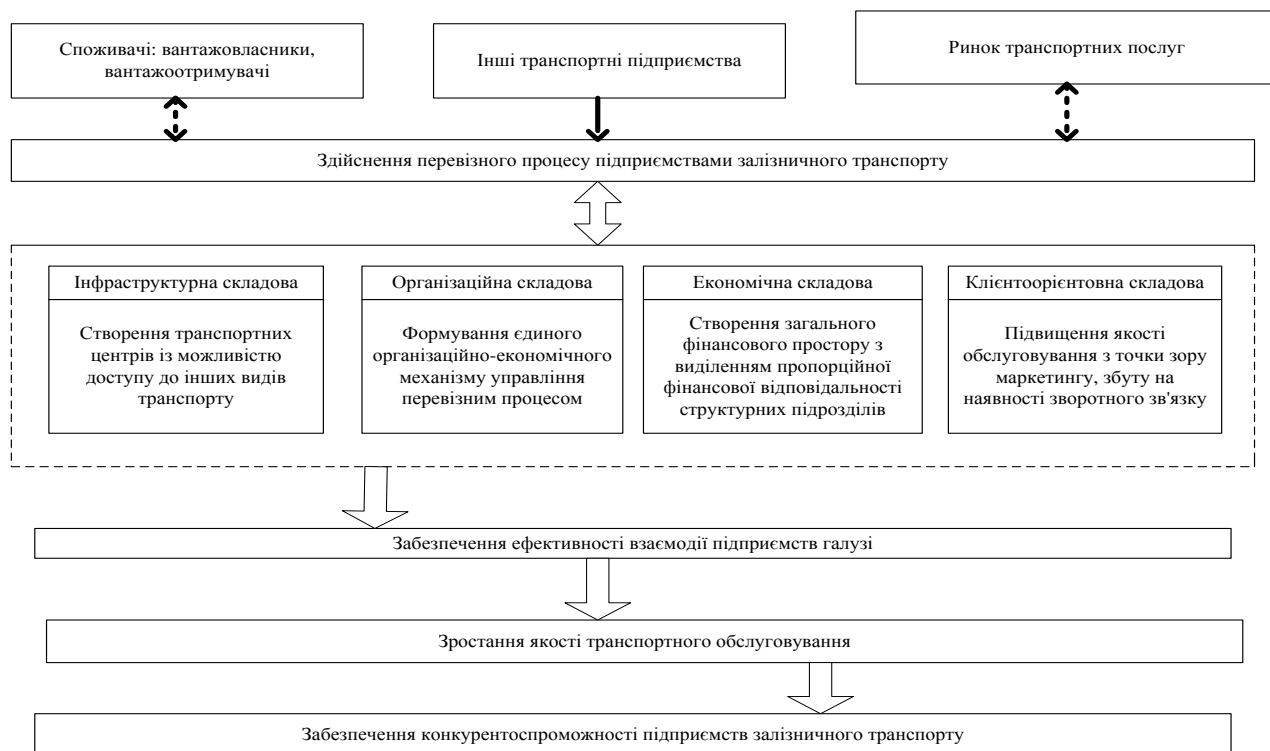 Споживачі: вантажовласники,
вантажоотримувачі
Інші транспортні підприємства
Ринок транспортних послуг
Здійснення перевізного процесу підприємствами залізничного транспорту
Інфраструктурна складова
Створення транспортних
центрів із можливістю
доступу до інших видів
транспорту
Організаційна складова
Формування єдиного
організаційно-економічного
механізму управління
перевізним процесом
Економічна складова
Створення загального
фінансового простору з
виділенням пропорційної
фінансової відповідальності
структурних підрозділів
Клієнтоорієнтовна складова
Підвищення якості
обслуговування з точки зору
маркетингу, збуту на
наявності зворотного зв'язку
Забезпечення ефективності взаємодії підприємств галузі
Зростання якості транспортного обслуговування
Забезпечення конкурентоспроможності підприємств залізничного транспорту